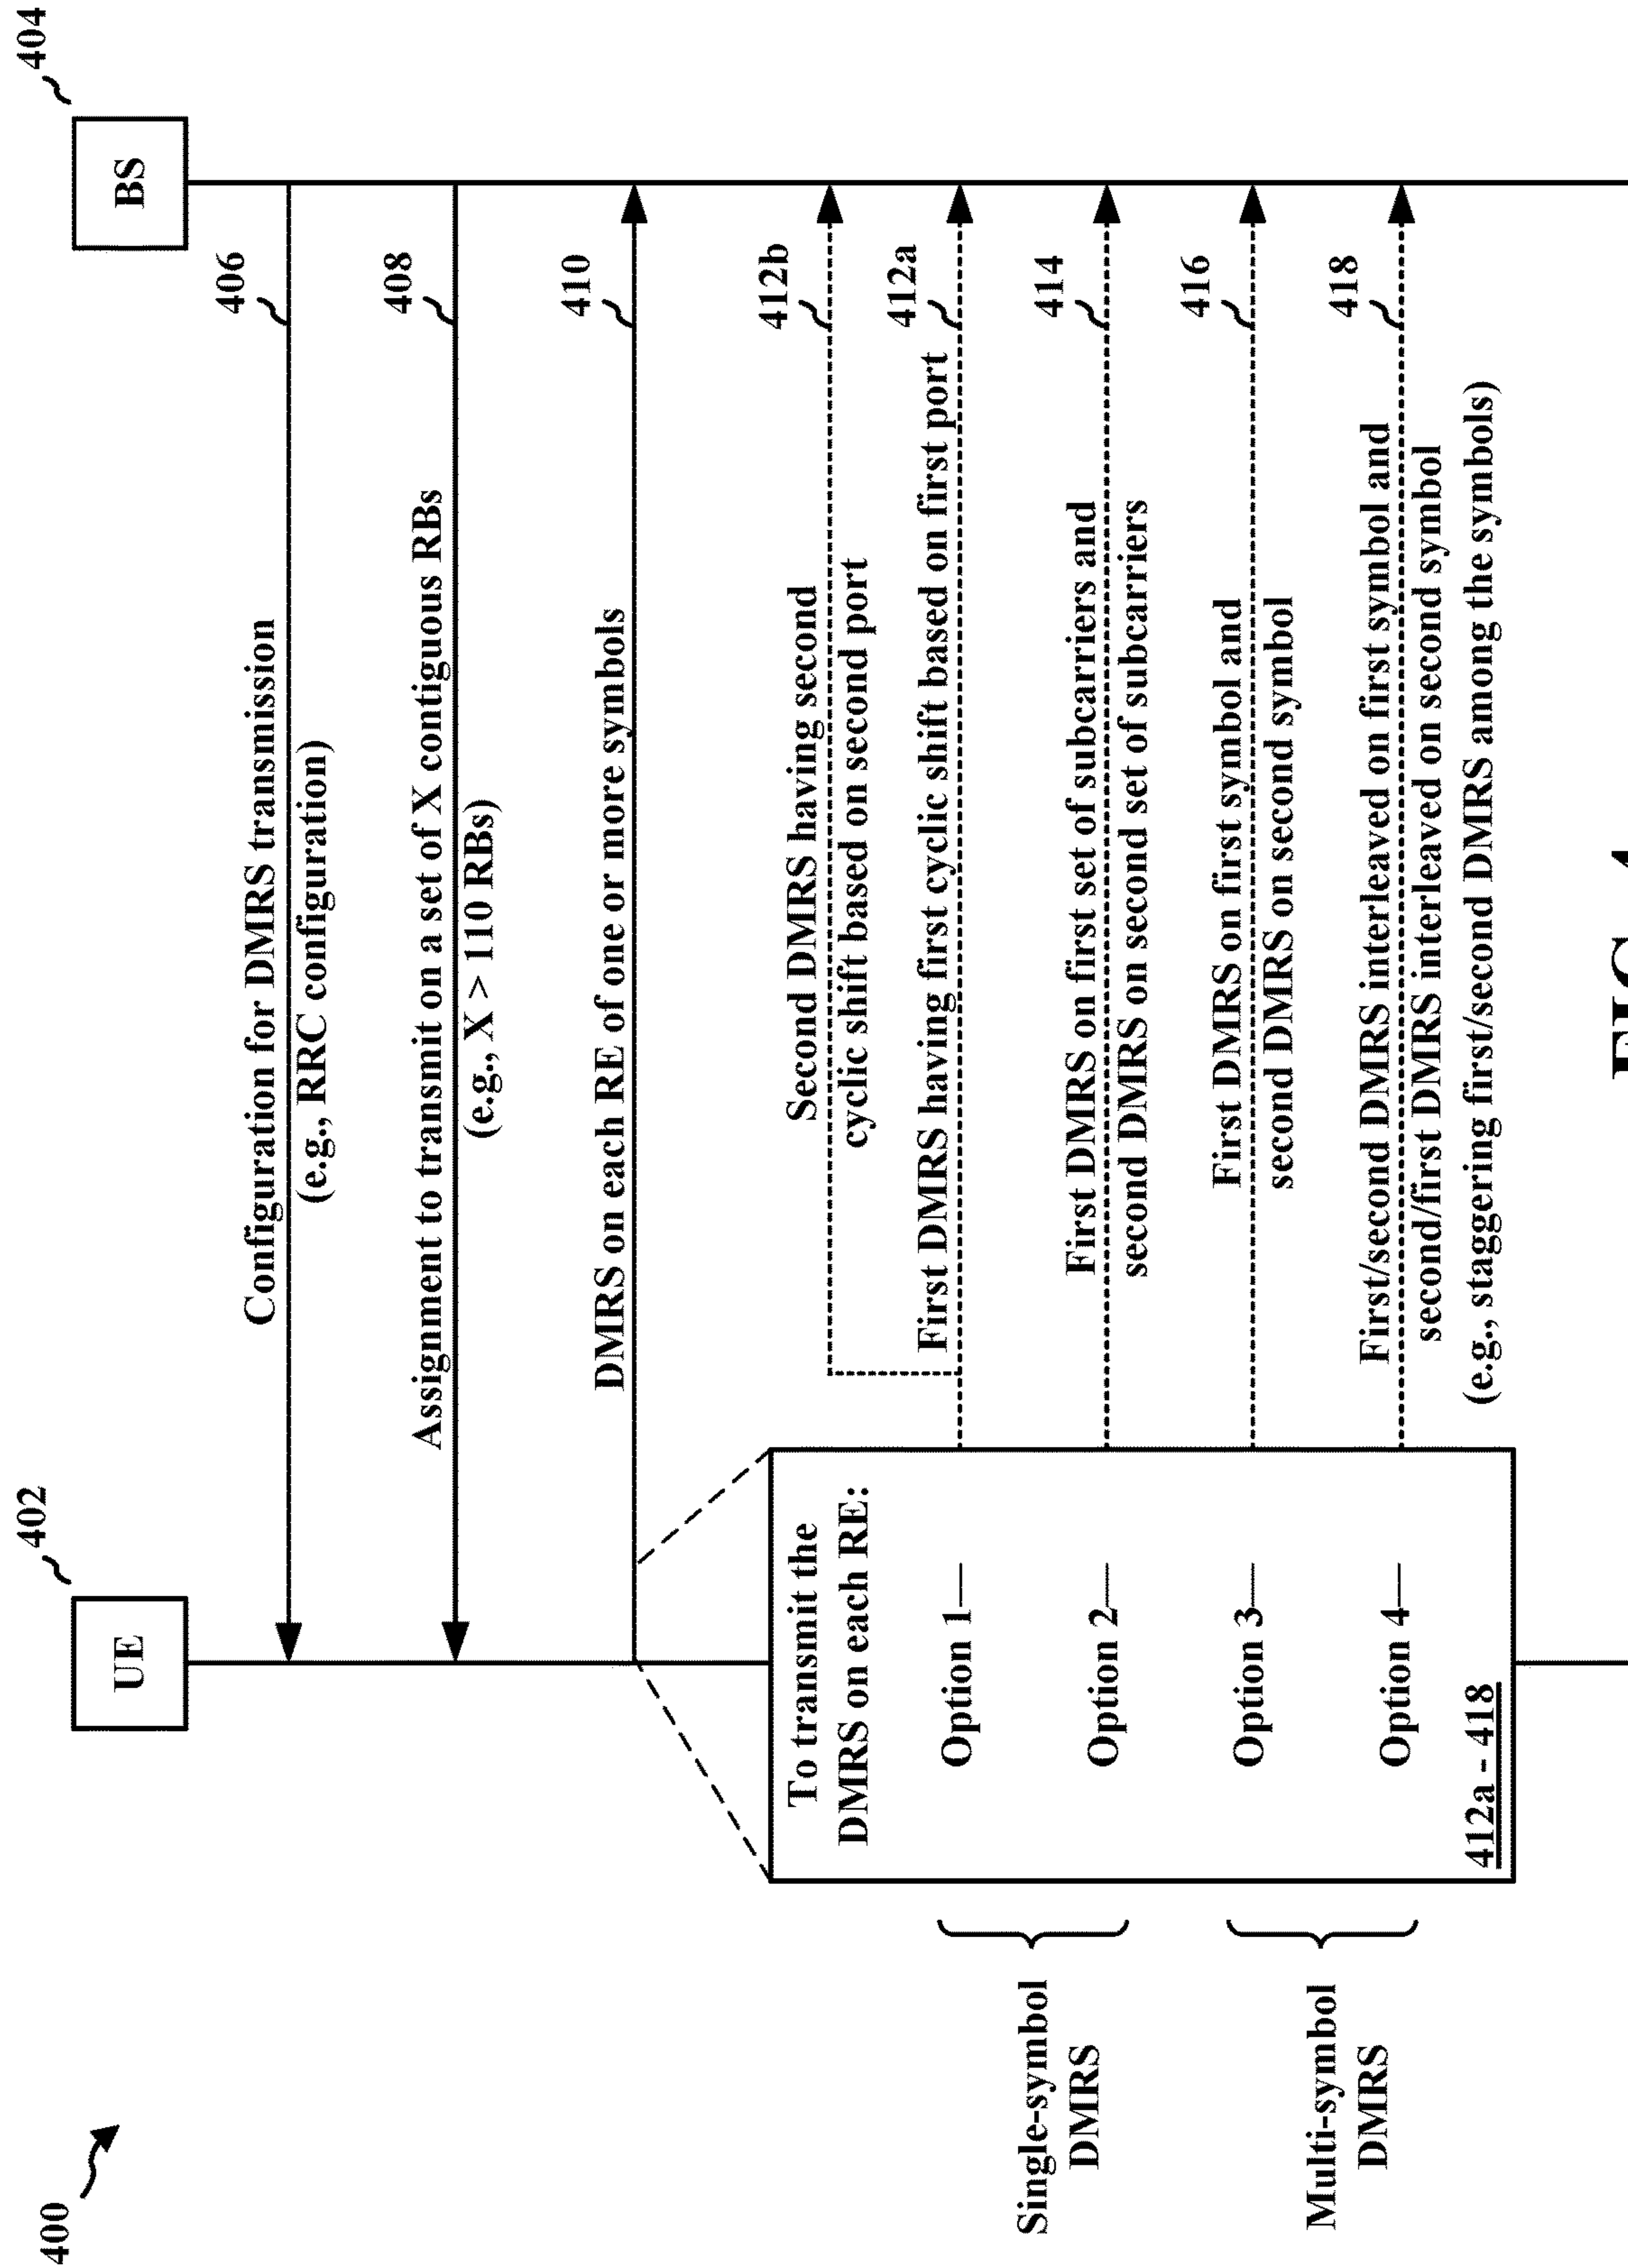 400
402
404
UE
BS
406
Configuration for DMRS transmission
(e.g., RRC configuration)
408
Assignment to transmit on a set of X contiguous RBs
(e.g., X > 110 RBs)
410
DMRS on each RE of one or more symbols
To transmit the
DMRS on each RE:
412b
Second DMRS having second
cyclic shift based on second port
412a
First DMRS having first cyclic shift based on first port
Single-symbol
DMRS
Option 1
414
First DMRS on first set of subcarriers and
second DMRS on second set of subcarriers
Option 2
416
First DMRS on first symbol and
second DMRS on second symbol
Multi-symbol
DMRS
Option 3
418
First/second DMRS interleaved on first symbol and
second/first DMRS interleaved on second symbol
(e.g., staggering first/second DMRS among the symbols)
Option 4
412a - 418